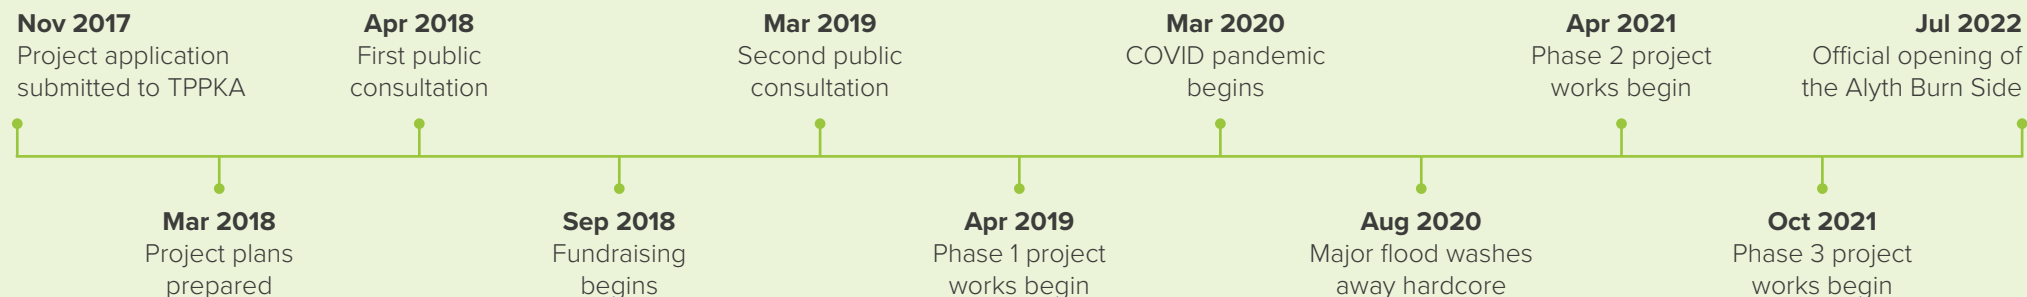 Nov 2017
Project application
submitted to TPPKA
Apr 2018
First public
consultation
Mar 2019
Second public
consultation
Mar 2020
COVID pandemic
begins
Apr 2021
Phase 2 project
works begin
Jul 2022
Official opening of
the Alyth Burn Side
Mar 2018
Project plans
prepared
Sep 2018
Fundraising
begins
Apr 2019
Phase 1 project
works begin
Aug 2020
Major flood washes
away hardcore
Oct 2021
Phase 3 project
works begin